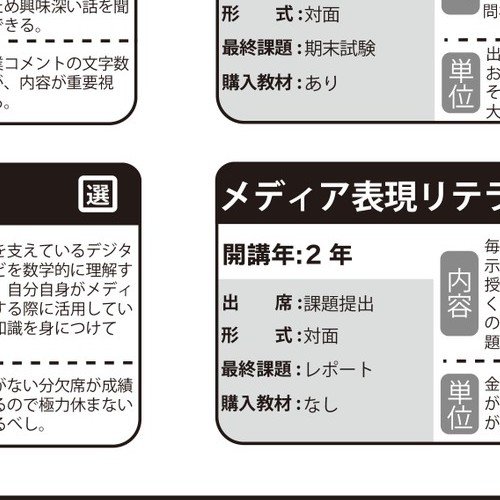 め興味深い話を聞
できる。
業コメントの文字数
が、内容が重要視
る。
形　　式：対面
最終課題：期末試験
購入教材：あり
問
単位
出
お
そ
大
選
を支えているデジタ
どを数学的に理解す
自分自身がメディ
する際に活用してい
知識を身につけて
がない分欠席が成績
るので極力休まない
るべし。
メディア表現リテラ
開講年：2 年
出　　席：課題提出
形　　式：対面
最終課題：レポート
購入教材：なし
内容
毎
示
授
く
の
題
単位
金
が
が